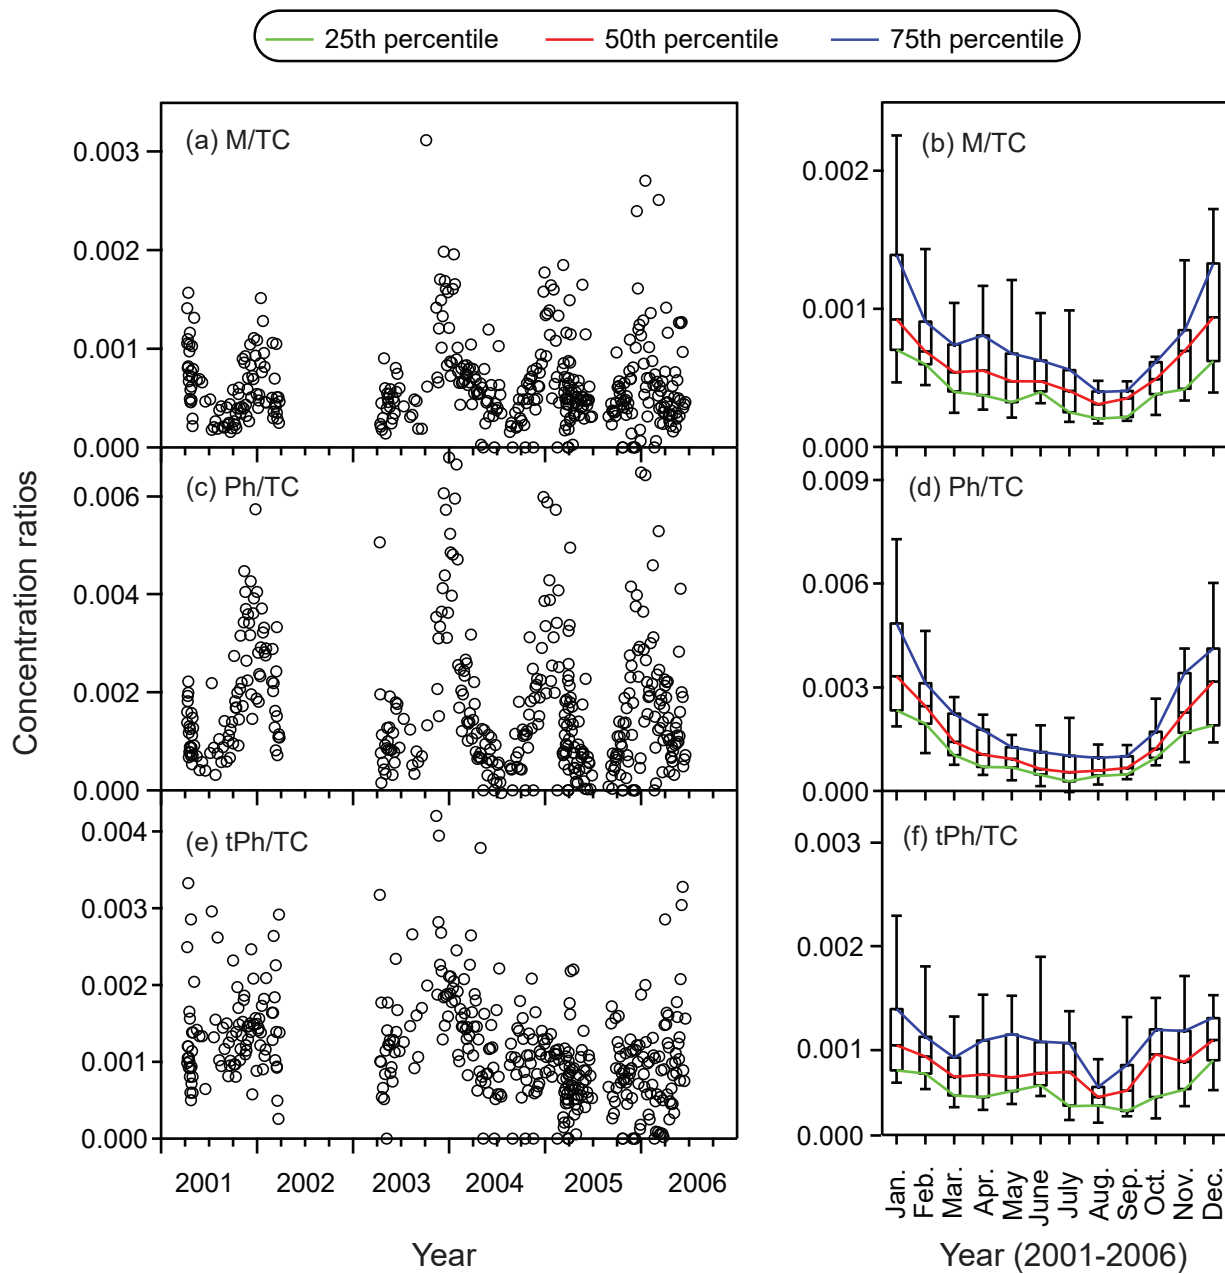 25th percentile 50th percentile 75th percentile
(a) M/TC
0.003
0.002
0.001
0.000
(b) M/TC
0.002
0.001
0.000
(c) Ph/TC
0.006
0.004
0.002
0.000
(d) Ph/TC
0.009
0.006
0.003
0.000
(e) tPh/TC
0.004
0.003
0.002
0.001
0.000
(f) tPh/TC
0.003
0.002
0.001
0.000
Concentration ratios
2001 2002 2003 2004 2005 2006
Year
Jan. Feb. Mar. Apr. May June July Aug. Sep. Oct. Nov. Dec.
Year (2001-2006)